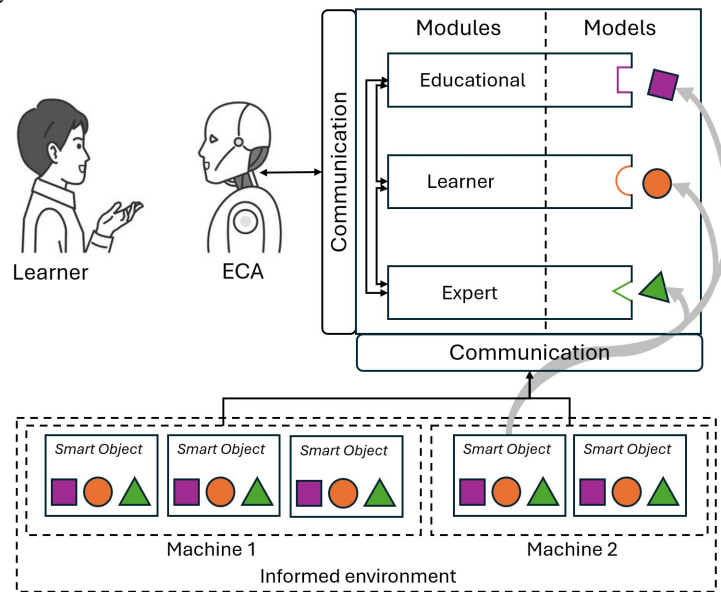 Modules
Models
Communication
Educational
Learner
Expert
Learner
ECA
Communication
Smart Object
Smart Object
Smart Object
Smart Object
Smart Object
Machine 1
Machine 2
Informed environment